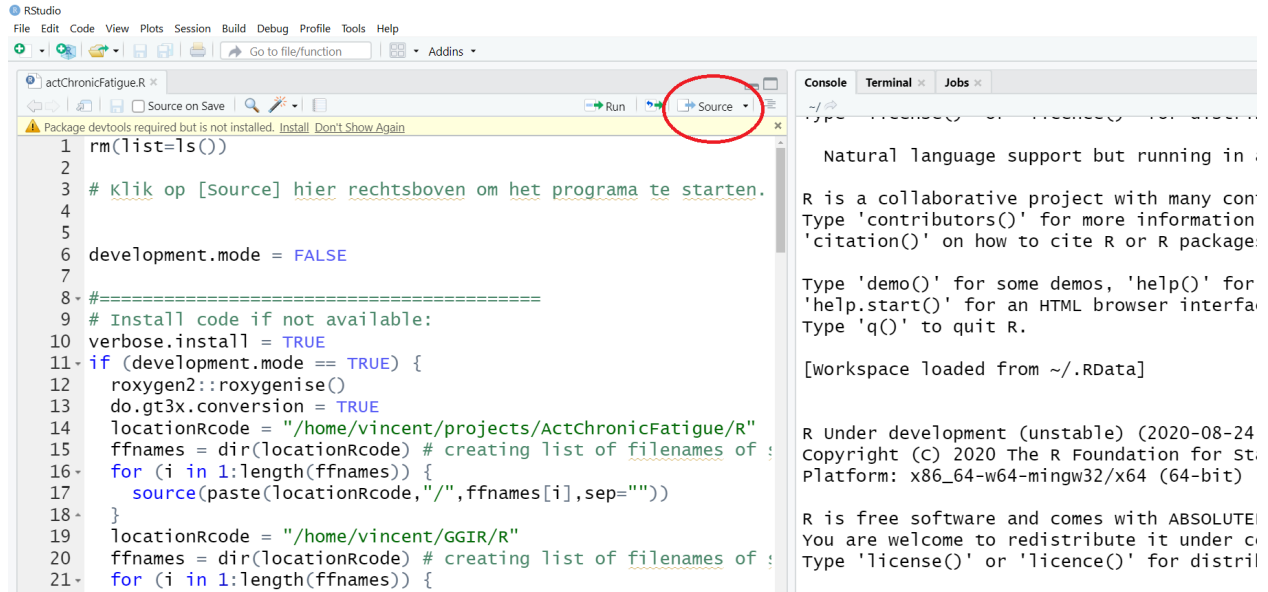 RStudio
File Edit Code View Plots Session Build Debug Profile Tools Help
Go to file/function Addins
actChronicFatigue.R
Source on Save Run Source
Package devtools required but is not installed. Install Don't Show Again
1 rm(list=ls())
2
3 # Klik op [Source] hier rechtsboven om het programa te starten.
4
5
6 development.mode = FALSE
7
8 #=========================================
9 # Install code if not available:
10 verbose.install = TRUE
11 if (development.mode == TRUE) {
12 roxygen2::roxygenise()
13 do.gt3x.conversion = TRUE
14 locationRcode = "/home/vincent/projects/ActChronicFatigue/R"
15 ffnames = dir(locationRcode) # creating list of filenames of
16 for (i in 1:length(ffnames)) {
17 source(paste(locationRcode,"/",ffnames[i],sep=""))
18 }
19 locationRcode = "/home/vincent/GGIR/R"
20 ffnames = dir(locationRcode) # creating list of filenames of
21 for (i in 1:length(ffnames)) {
Console Terminal Jobs
~/
Type 'license()' or 'licence()' for distri
Natural language support but running in
R is a collaborative project with many con
Type 'contributors()' for more information
'citation()' on how to cite R or R package
Type 'demo()' for some demos, 'help()' for
'help.start()' for an HTML browser interfa
Type 'q()' to quit R.
[Workspace loaded from ~/.RData]
R Under development (unstable) (2020-08-24
Copyright (C) 2020 The R Foundation for St
Platform: x86_64-w64-mingw32/x64 (64-bit)
R is free software and comes with ABSOLUTE
You are welcome to redistribute it under c
Type 'license()' or 'licence()' for distri